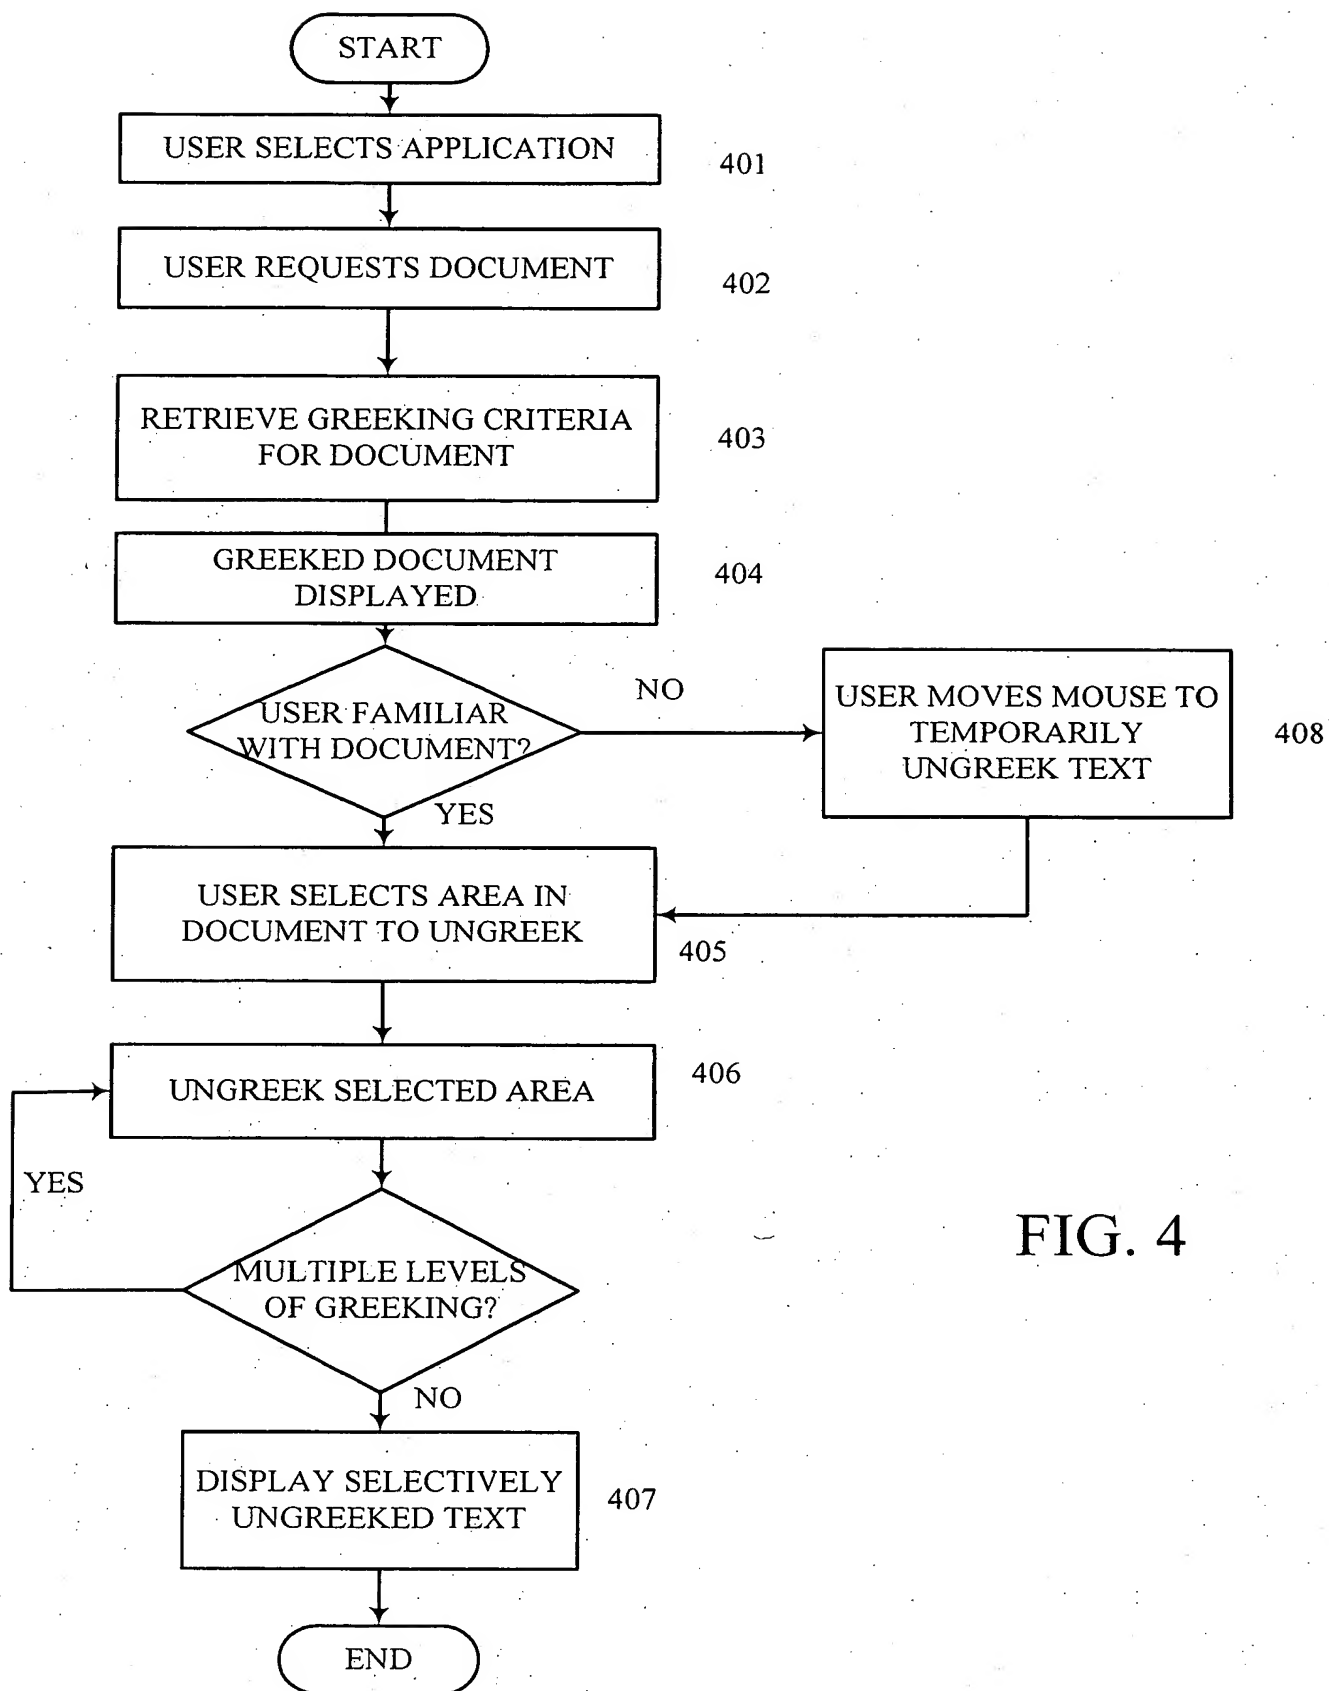 START
USER SELECTS APPLICATION
401
USER REQUESTS DOCUMENT
402
RETRIEVE GREEKING CRITERIA
FOR DOCUMENT
403
GREEKED DOCUMENT
DISPLAYED
404
USER FAMILIAR
WITH DOCUMENT?
NO
USER MOVES MOUSE TO
TEMPORARILY
UNGREEK TEXT
408
YES
USER SELECTS AREA IN
DOCUMENT TO UNGREEK
405
UNGREEK SELECTED AREA
406
YES
MULTIPLE LEVELS
OF GREEKING?
FIG. 4
NO
DISPLAY SELECTIVELY
UNGREEKED TEXT
407
END